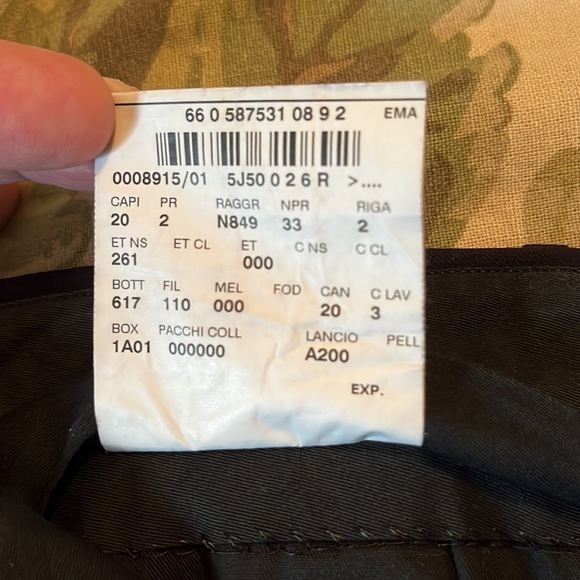 66 0 587531 0 8 9 2 EMA
0008915/01 5J50 0 2 6 R >....
CAPI PR RAGGR NPR RIGA
20 2 N849 33 2
ET NS ET CL ET C NS C CL
261 000
BOTT FIL MEL FOD CAN C LAV
617 110 000 20 3
BOX PACCHI COLL LANCIO PELL
1A01 000000 A200
EXP.